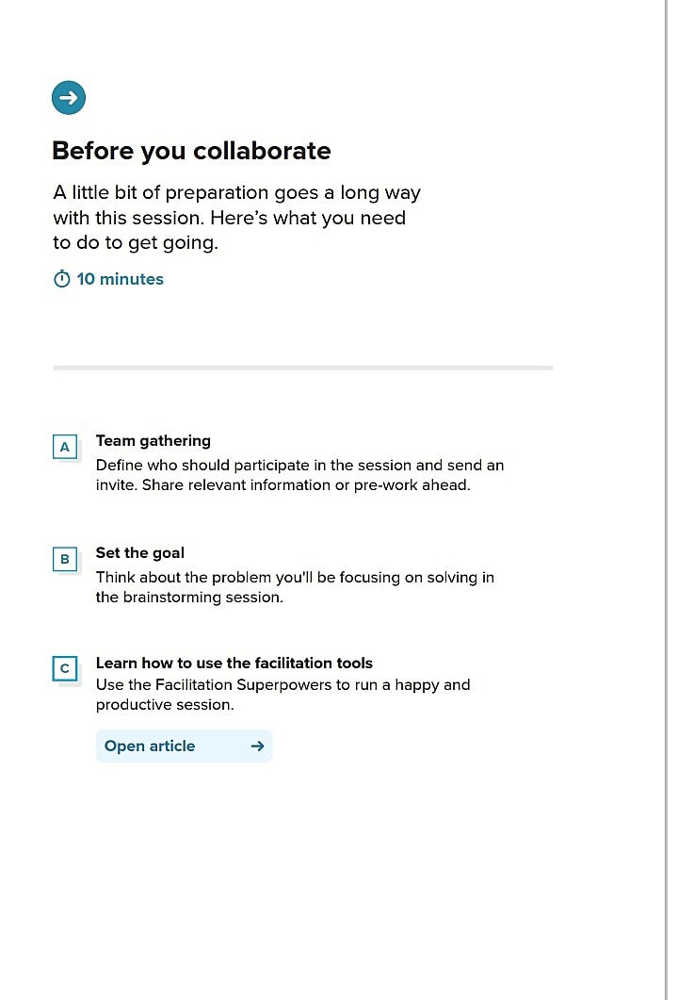 Before you collaborate
A little bit of preparation goes a long way
with this session. Here’s what you need
to do to get going.
10 minutes
A
Team gathering
Define who should participate in the session and send an
invite. Share relevant information or pre-work ahead.
B
Set the goal
Think about the problem you'll be focusing on solving in
the brainstorming session.
C
Learn how to use the facilitation tools
Use the Facilitation Superpowers to run a happy and
productive session.
Open article